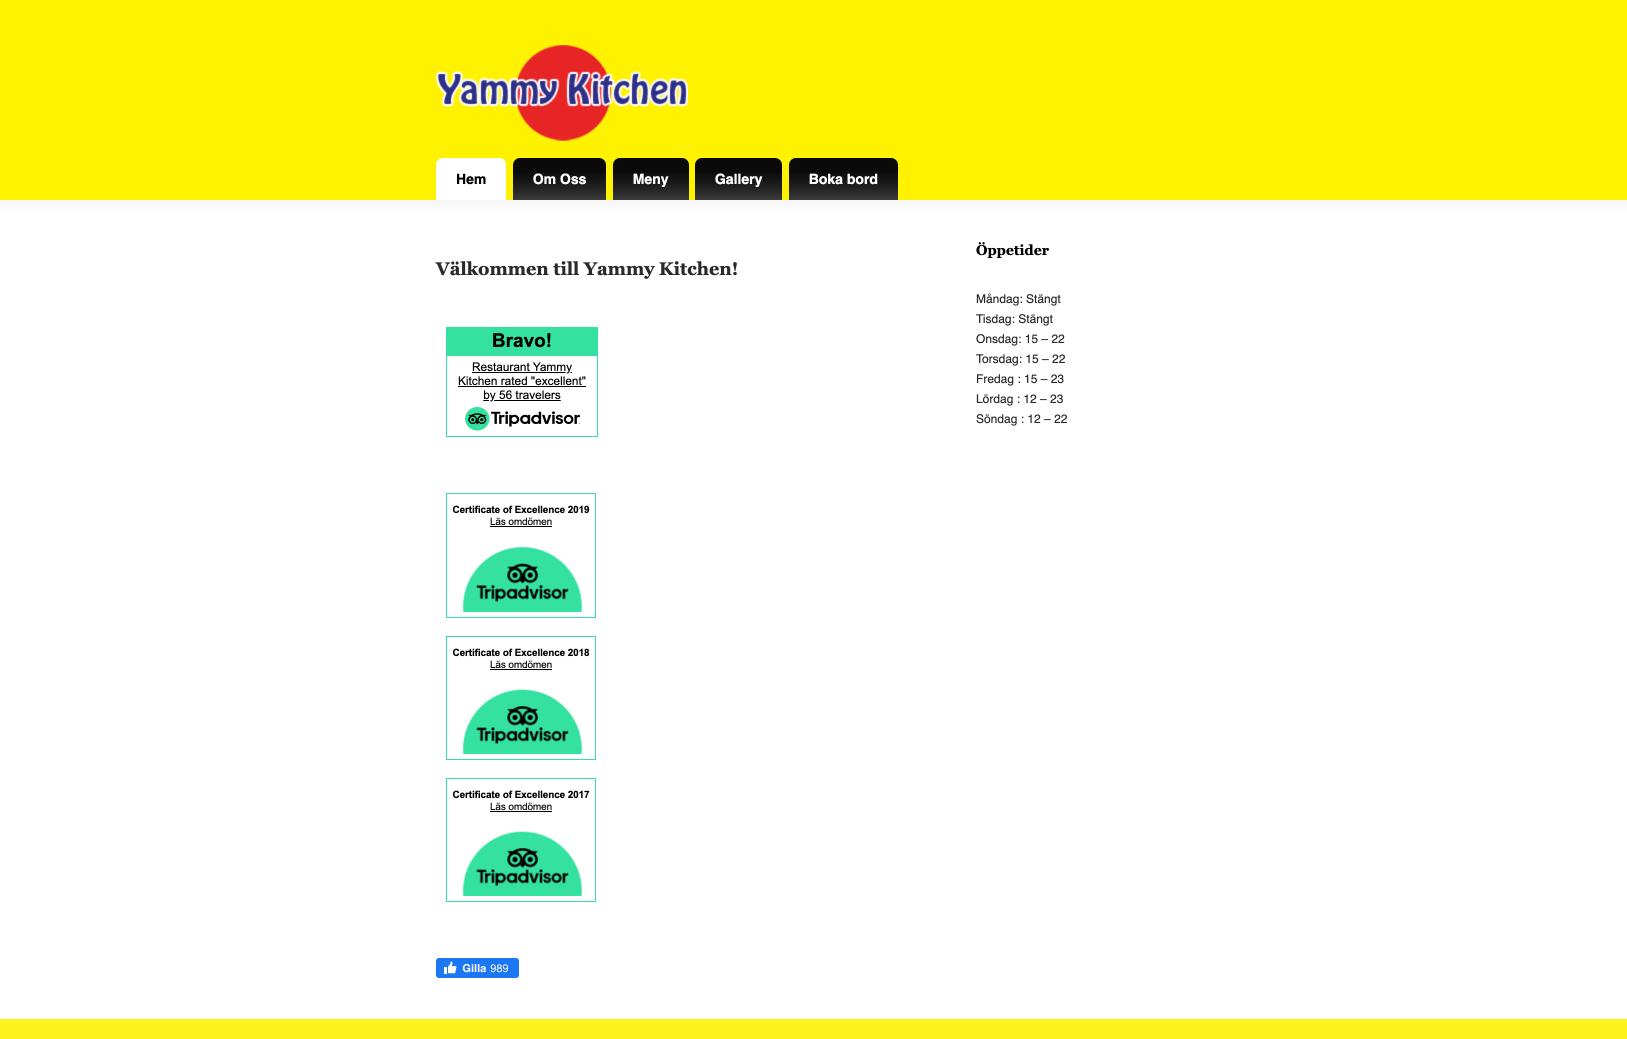 Yammy Kitchen
Hem
Om Oss
Meny
Gallery
Boka bord
Välkommen till Yammy Kitchen!
Bravo!
Restaurant Yammy
Kitchen rated "excellent"
by 56 travelers
Tripadvisor
Certificate of Excellence 2019
Läs omdömen
Tripadvisor
Certificate of Excellence 2018
Läs omdömen
Tripadvisor
Certificate of Excellence 2017
Läs omdömen
Tripadvisor
Gilla 989
Öppetider
Måndag: Stängt
Tisdag: Stängt
Onsdag: 15 – 22
Torsdag: 15 – 22
Fredag : 15 – 23
Lördag : 12 – 23
Söndag : 12 – 22